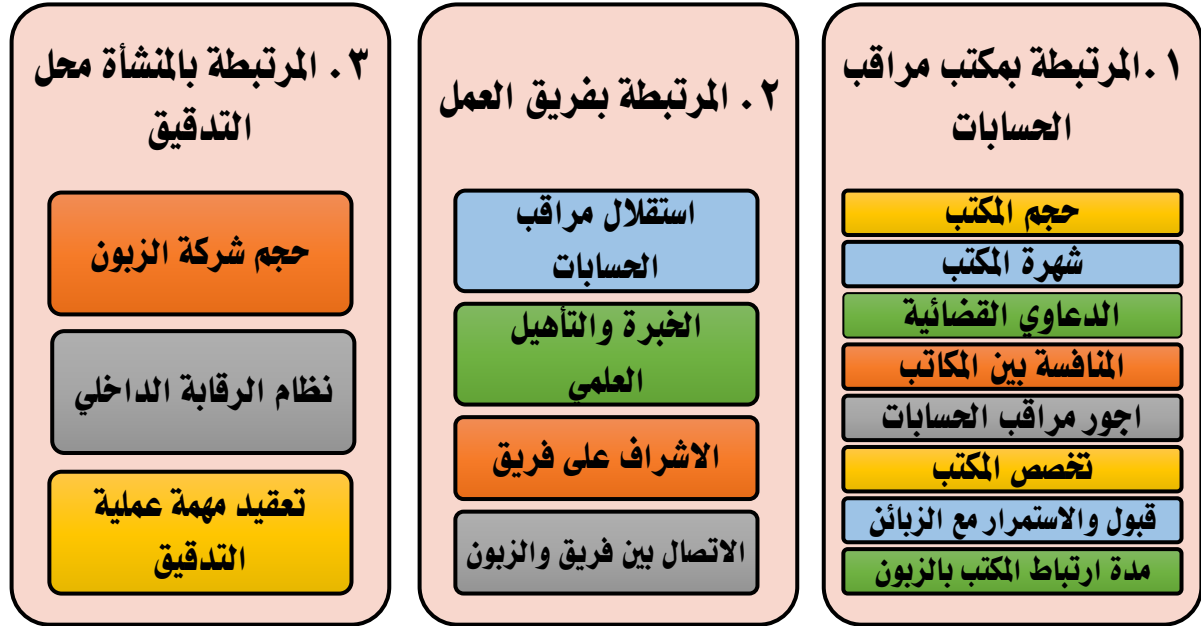 ١ .المرتبطة بمكتب مراقب
الحسابات
حجم المكتب
شهرة المكتب
الدعاوي القضائية
المنافسة بين المكاتب
اجور مراقب الحسابات
تخصص المكتب
قبول والاستمرار مع الزبائن
مدة ارتباط المكتب بالزبون
٢ . المرتبطة بفريق العمل
استقلال مراقب
الحسابات
الخبرة والتأهيل
العلمي
الاشراف على فريق
الاتصال بين فريق والزبون
٣ . المرتبطة بالمنشأة محل
التدقيق
حجم شركة الزبون
نظام الرقابة الداخلي
تعقيد مهمة عملية
التدقيق